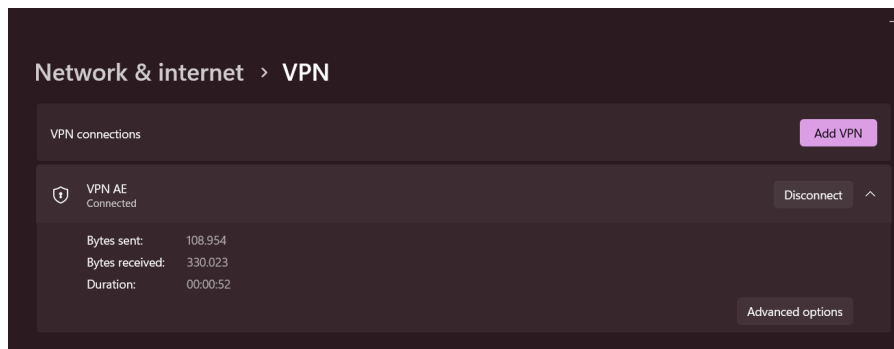 Network & internet > VPN
VPN connections
Add VPN
VPN AE
Connected
Disconnect
Bytes sent: 108.954
Bytes received: 330.023
Duration: 00:00:52
Advanced options